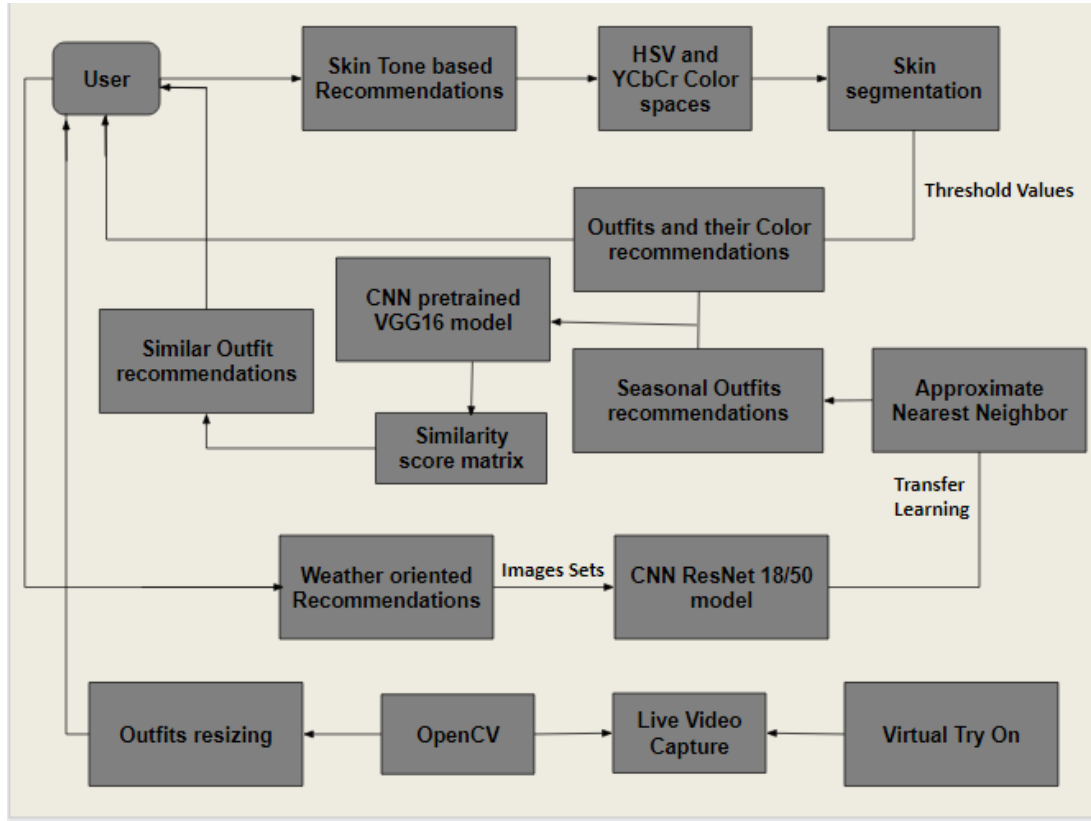 User
Skin Tone based
Recommendations
HSV and
YCbCr Color
spaces
Skin
segmentation
Threshold Values
Outfits and their Color
recommendations
CNN pretrained
VGG16 model
Similar Outfit
recommendations
Seasonal Outfits
recommendations
Approximate
Nearest Neighbor
Similarity
score matrix
Transfer
Learning
Weather oriented
Recommendations
Images Sets
CNN ResNet 18/50
model
Outfits resizing
OpenCV
Live Video
Capture
Virtual Try On